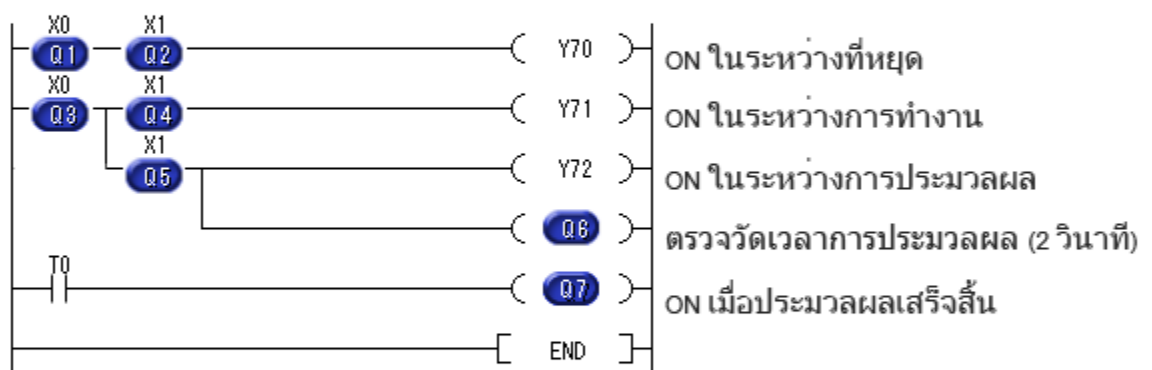 X0 X1
Q1 Q2 Y70 ON ในระหว่างที่หยุด
X0 X1
Q3 Q4 Y71 ON ในระหว่างการทำงาน
X1
Q5 Y72 ON ในระหว่างการประมวลผล
Q6 ตรวจวัดเวลาการประมวลผล (2 วินาที)
T0
Q7 ON เมื่อประมวลผลเสร็จสิ้น
END